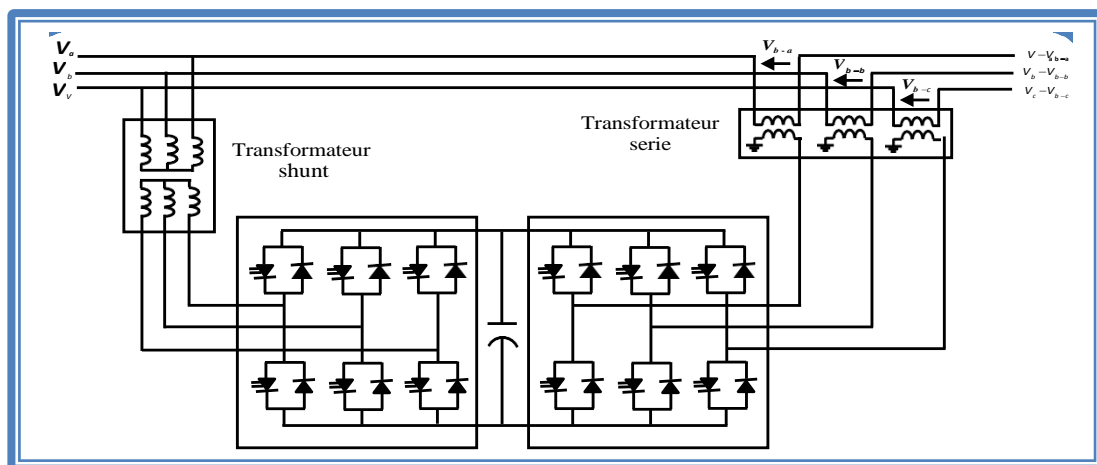 Va
Vb
Vv
Vb-a
Vb-b
Vb-c
Vb-Vb-b
Vc-Vb-c
Transformateur
shunt
Transformateur
serie